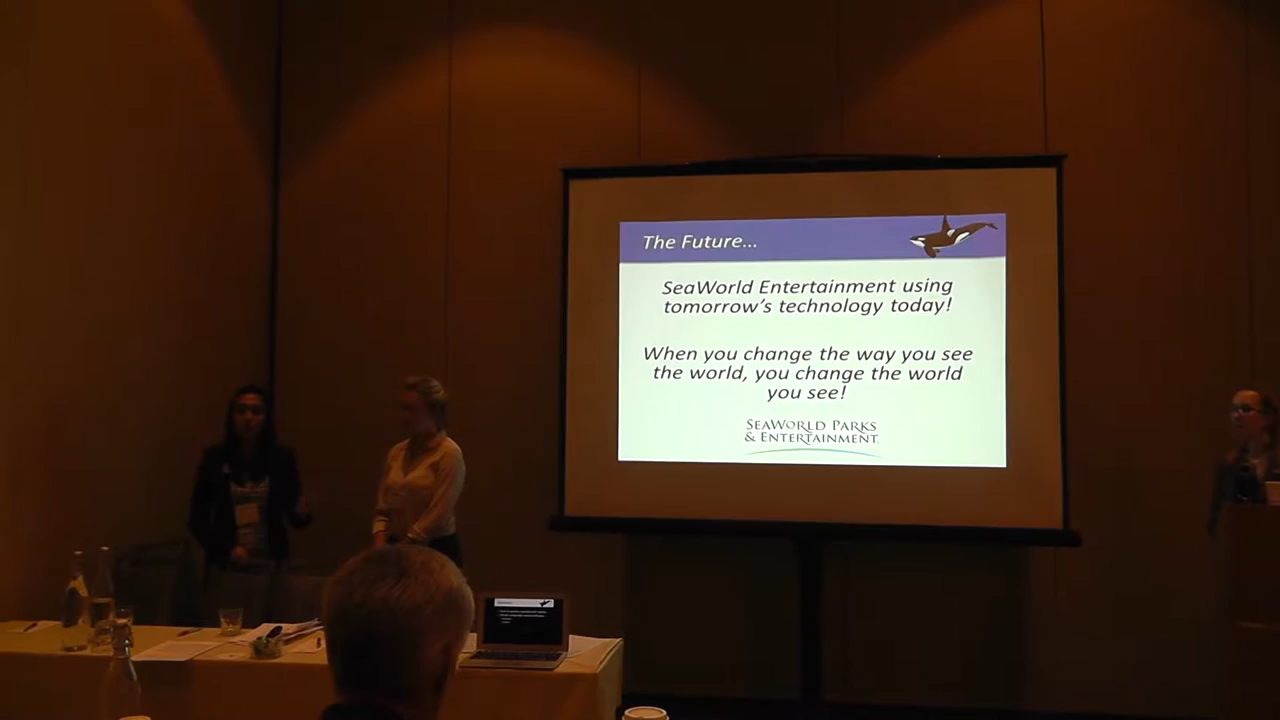 The Future...
SeaWorld Entertainment using
tomorrow's technology today!
When you change the way you see
the world, you change the world
you see!
SEAWORLD PARKS
& ENTERTAINMENT